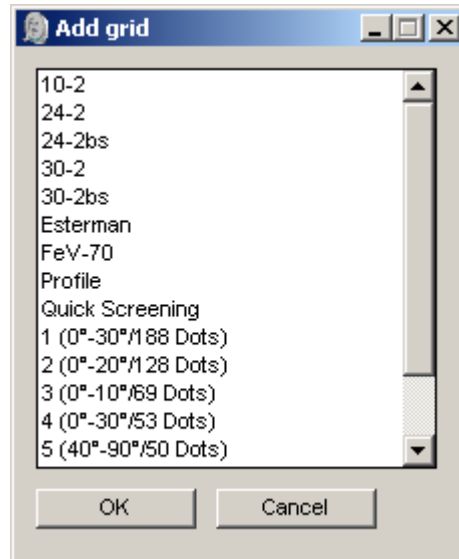 Add grid
10-2
24-2
24-2bs
30-2
30-2bs
Esterman
FeV-70
Profile
Quick Screening
1 (0°-30°/188 Dots)
2 (0°-20°/128 Dots)
3 (0°-10°/69 Dots)
4 (0°-30°/53 Dots)
5 (40°-90°/50 Dots)
OK Cancel